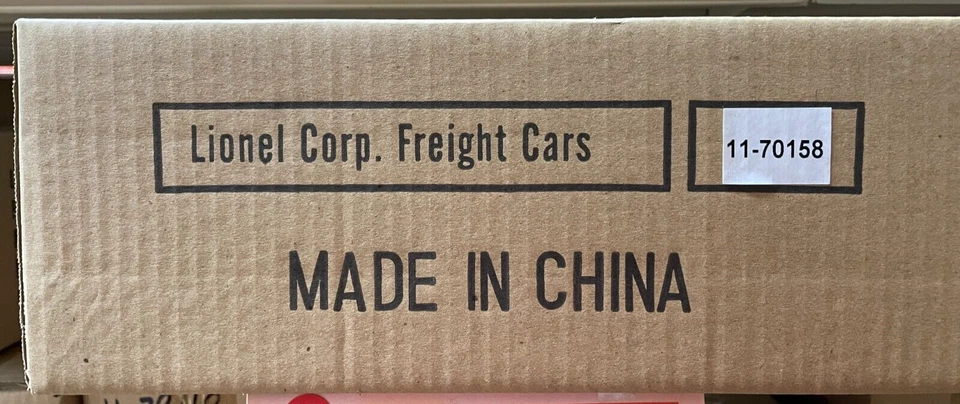 Lionel Corp. Freight Cars
11-70158
MADE IN CHINA